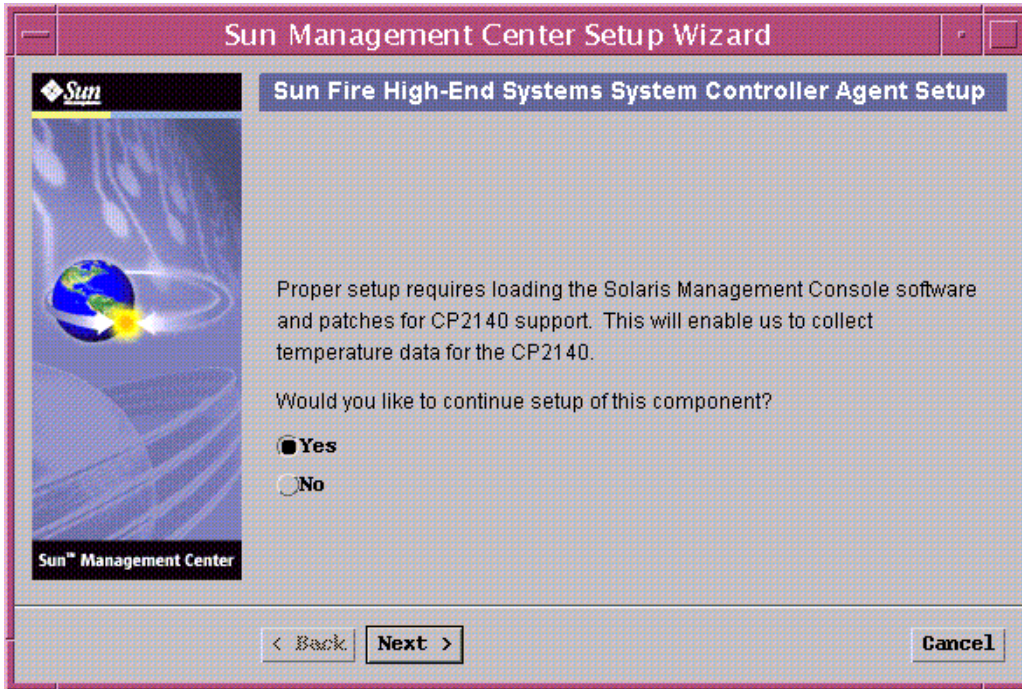 Sun Management Center Setup Wizard
Sun
Sun Fire High-End Systems System Controller Agent Setup
Proper setup requires loading the Solaris Management Console software
and patches for CP2140 support. This will enable us to collect
temperature data for the CP2140.
Would you like to continue setup of this component?
Yes
No
Sun™ Management Center
< Back
Next >
Cancel